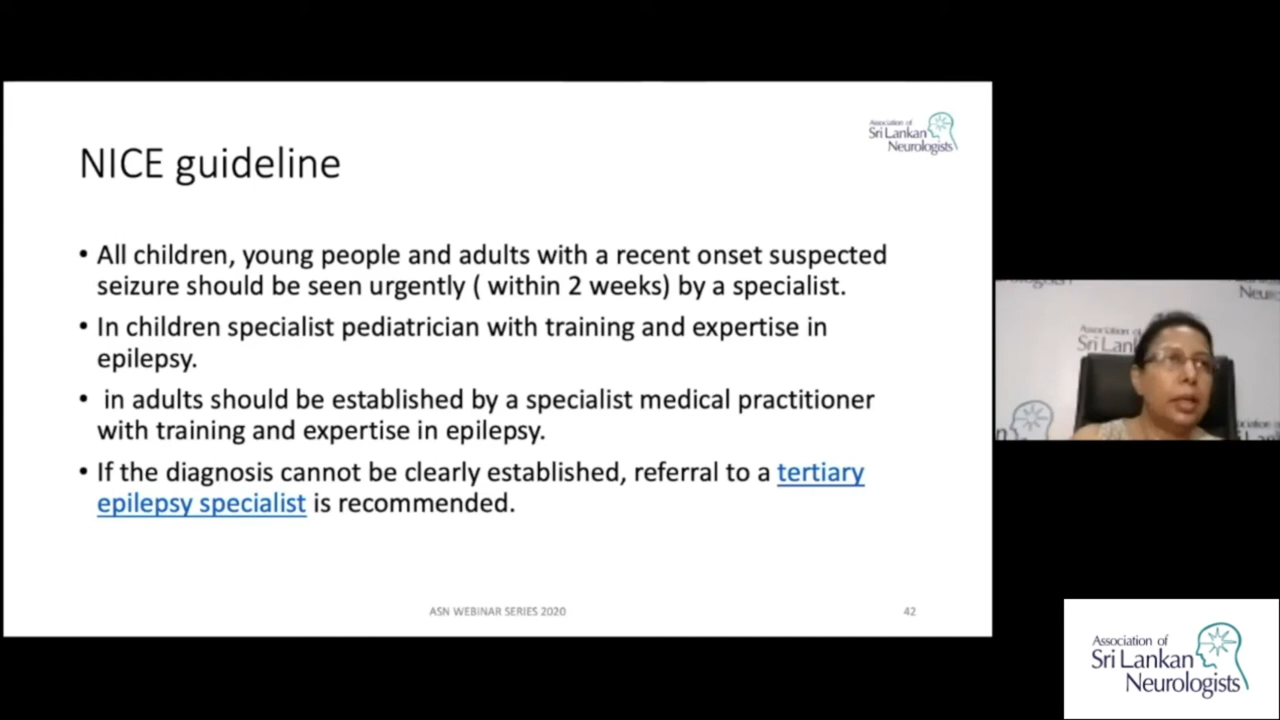 Association of
Sri Lankan
Neurologists
NICE guideline
• All children, young people and adults with a recent onset suspected
seizure should be seen urgently ( within 2 weeks) by a specialist.
• In children specialist pediatrician with training and expertise in
epilepsy.
• in adults should be established by a specialist medical practitioner
with training and expertise in epilepsy.
• If the diagnosis cannot be clearly established, referral to a tertiary
epilepsy specialist is recommended.
ASN WEBINAR SERIES 2020
42
Association of
Sri Lankan
Neurologists